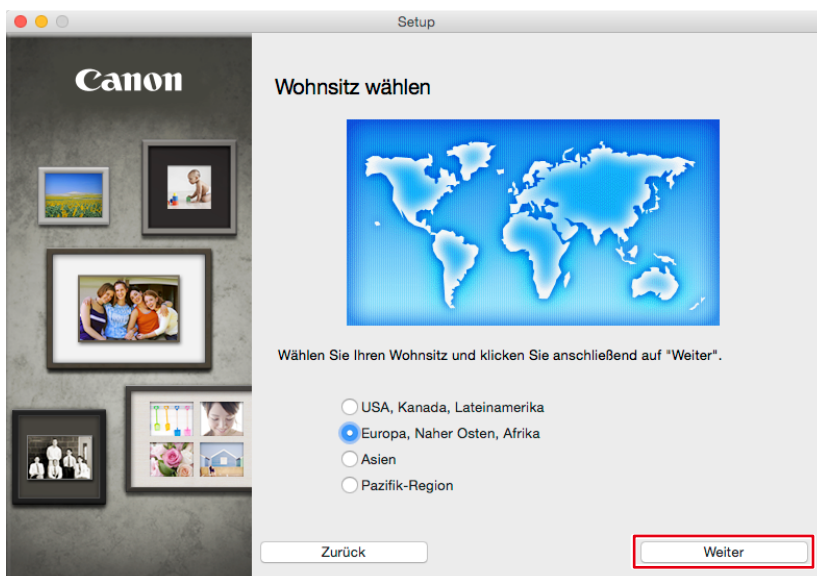 Setup
Canon
Wohnsitz wählen
Wählen Sie Ihren Wohnsitz und klicken Sie anschließend auf "Weiter".
USA, Kanada, Lateinamerika
Europa, Naher Osten, Afrika
Asien
Pazifik-Region
Zurück
Weiter